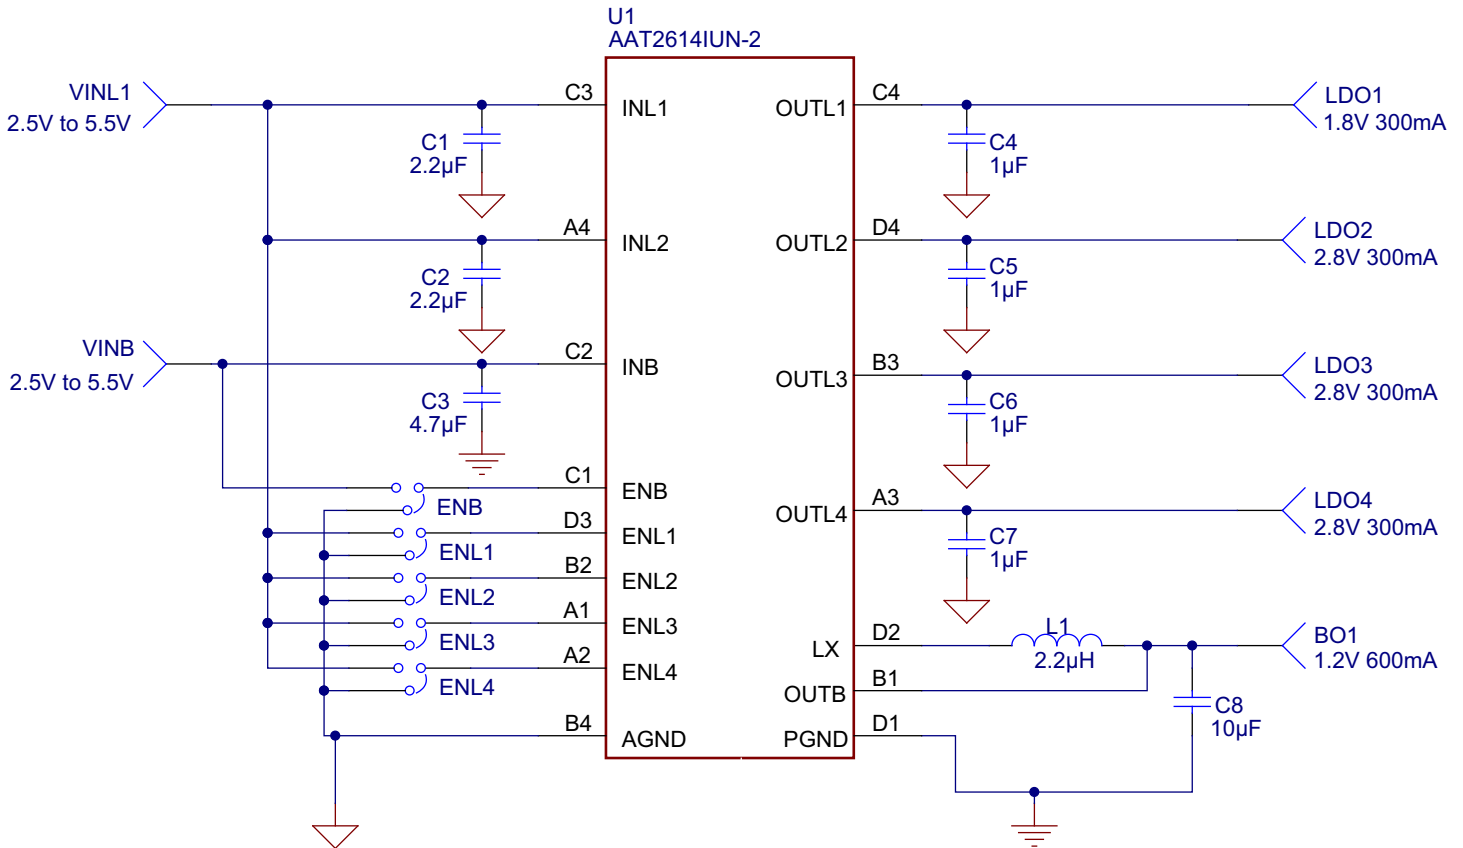 U1
AAT2614IUN-2
VINL1
2.5V to 5.5V
C3
INL1
OUTL1
C4
LDO1
1.8V 300mA
C1
2.2µF
C4
1µF
A4
INL2
OUTL2
D4
LDO2
2.8V 300mA
C2
2.2µF
C5
1µF
VINB
2.5V to 5.5V
C2
INB
OUTL3
B3
LDO3
2.8V 300mA
C3
4.7µF
C6
1µF
C1
ENB
ENB
OUTL4
A3
LDO4
2.8V 300mA
D3
ENL1
ENL1
C7
1µF
B2
ENL2
ENL2
A1
ENL3
ENL3
A2
ENL4
ENL4
LX
D2
L1
2.2µH
BO1
1.2V 600mA
OUTB
B1
C8
10µF
B4
AGND
PGND
D1